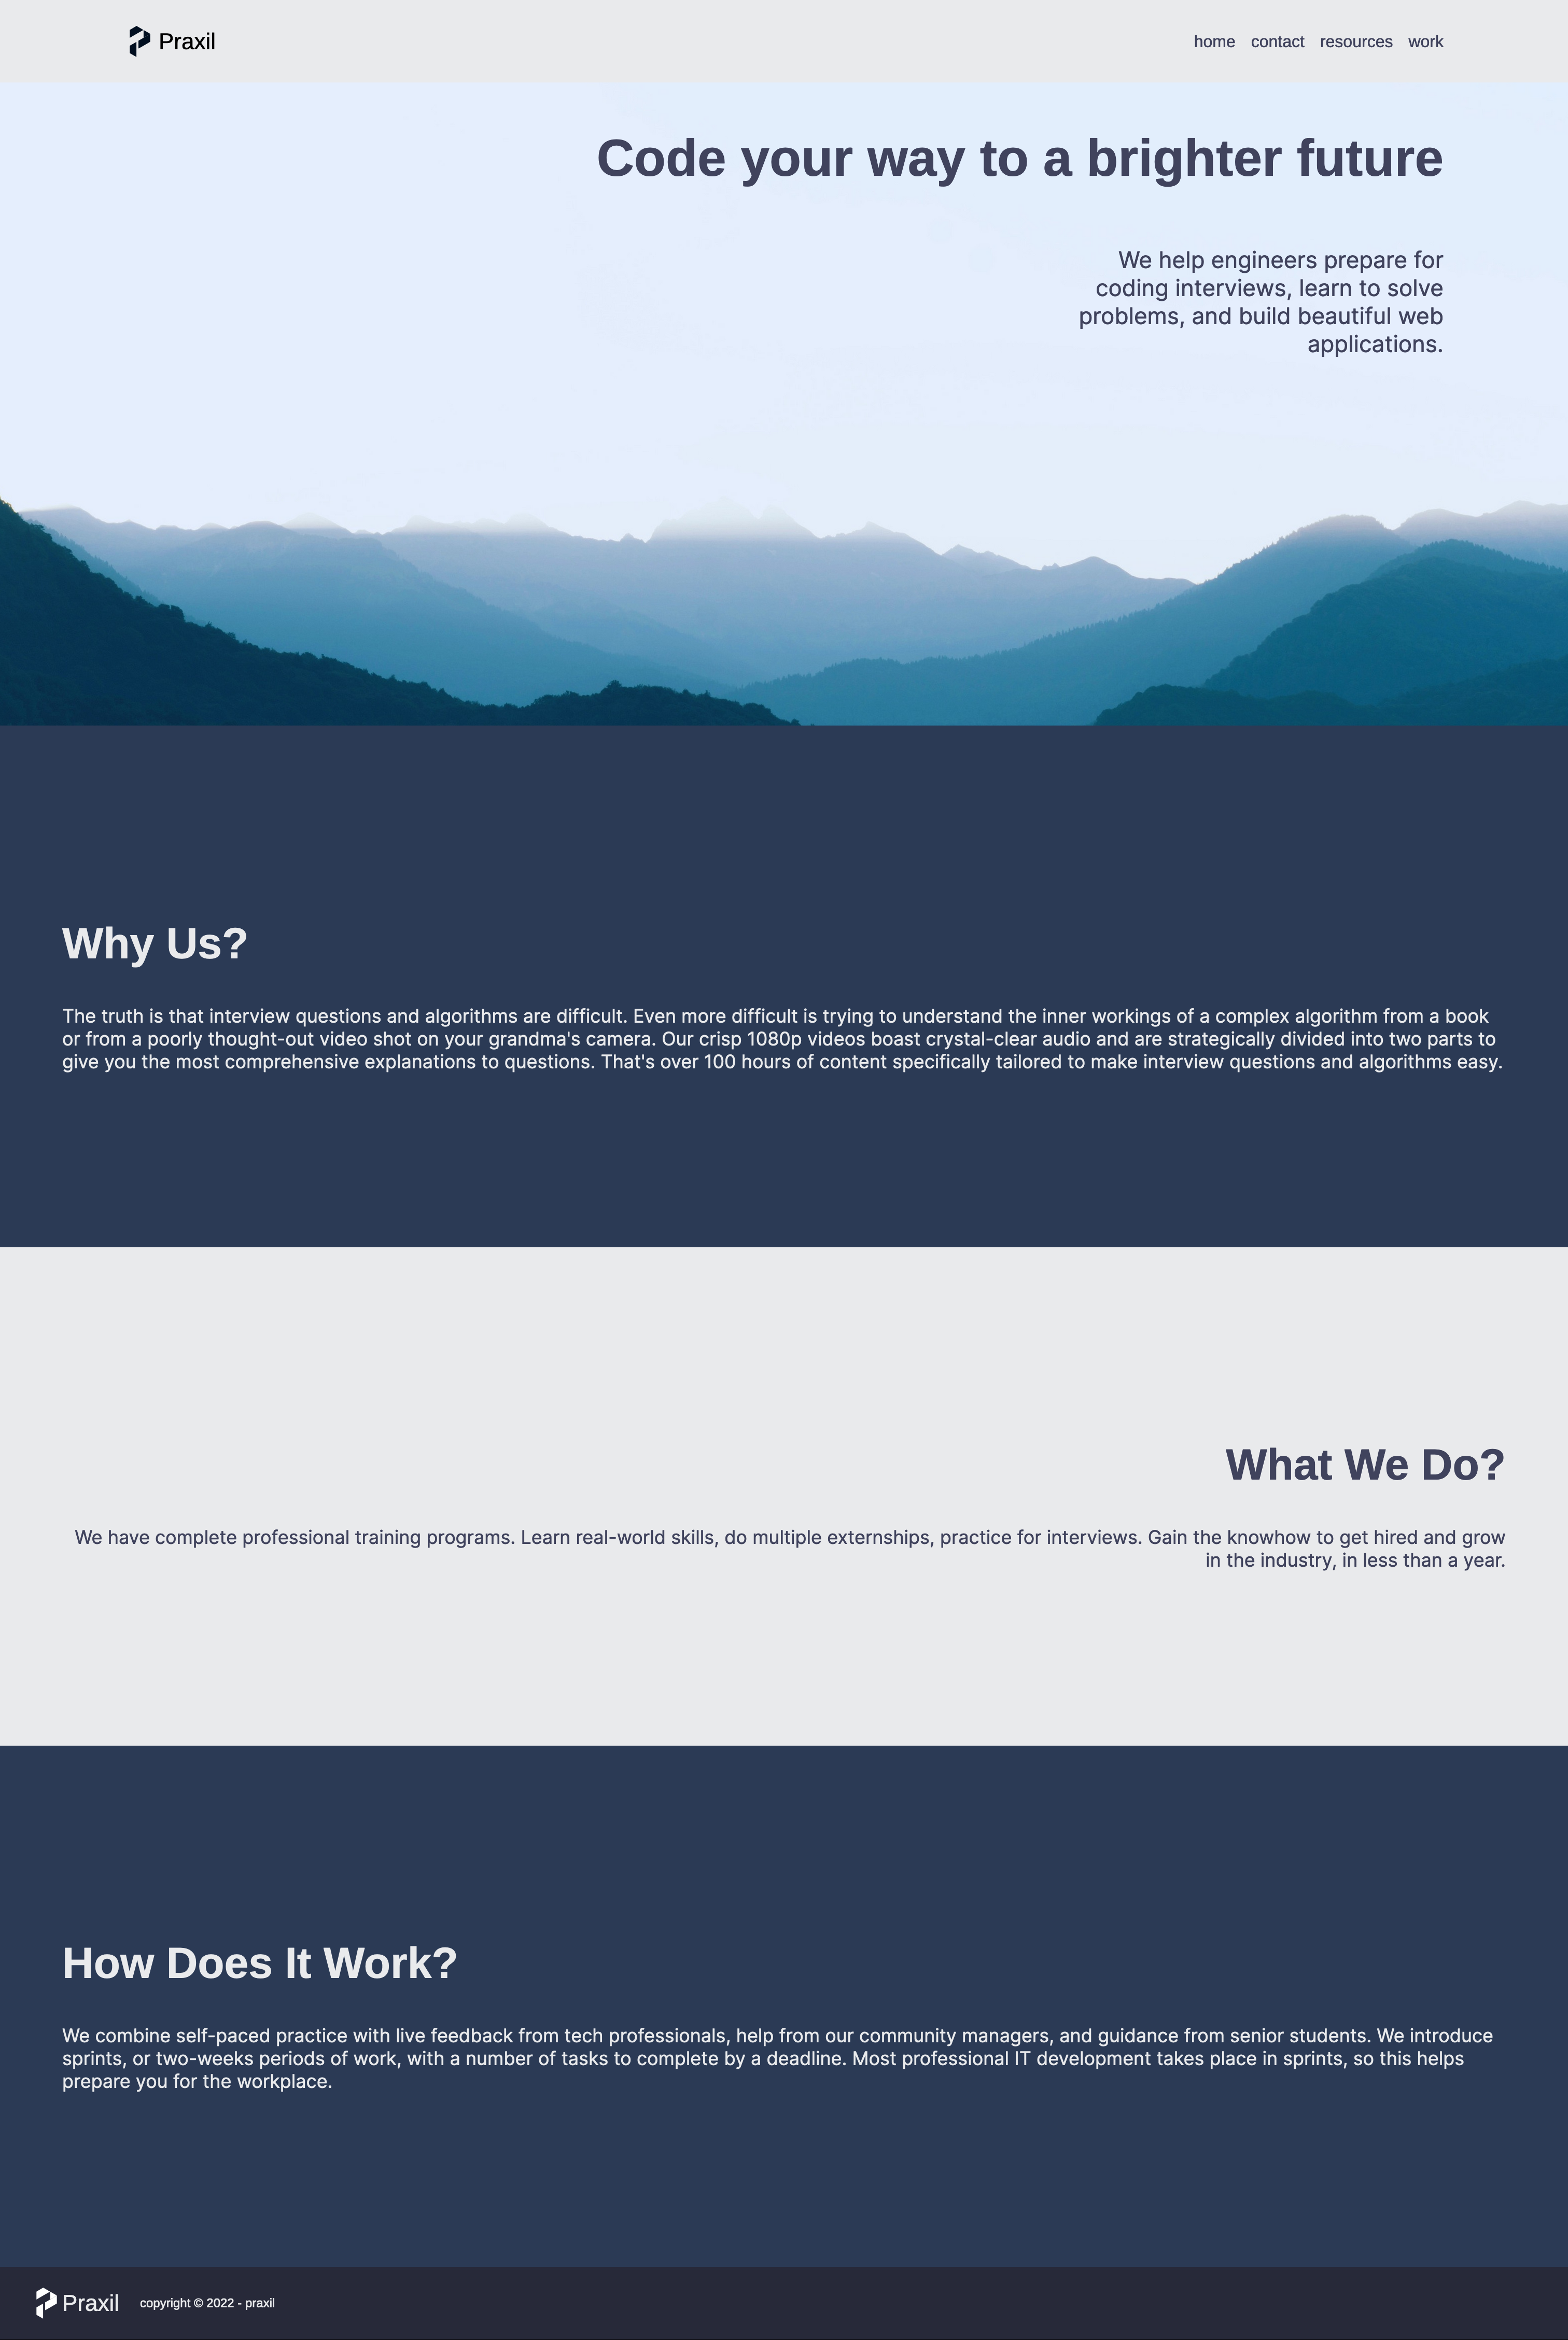 Praxil
home contact resources work
Code your way to a brighter future
We help engineers prepare for
coding interviews, learn to solve
problems, and build beautiful web
applications.
Why Us?
The truth is that interview questions and algorithms are difficult. Even more difficult is trying to understand the inner workings of a complex algorithm from a book
or from a poorly thought-out video shot on your grandma's camera. Our crisp 1080p videos boast crystal-clear audio and are strategically divided into two parts to
give you the most comprehensive explanations to questions. That's over 100 hours of content specifically tailored to make interview questions and algorithms easy.
What We Do?
We have complete professional training programs. Learn real-world skills, do multiple externships, practice for interviews. Gain the knowhow to get hired and grow
in the industry, in less than a year.
How Does It Work?
We combine self-paced practice with live feedback from tech professionals, help from our community managers, and guidance from senior students. We introduce
sprints, or two-weeks periods of work, with a number of tasks to complete by a deadline. Most professional IT development takes place in sprints, so this helps
prepare you for the workplace.
Praxil copyright © 2022 - praxil